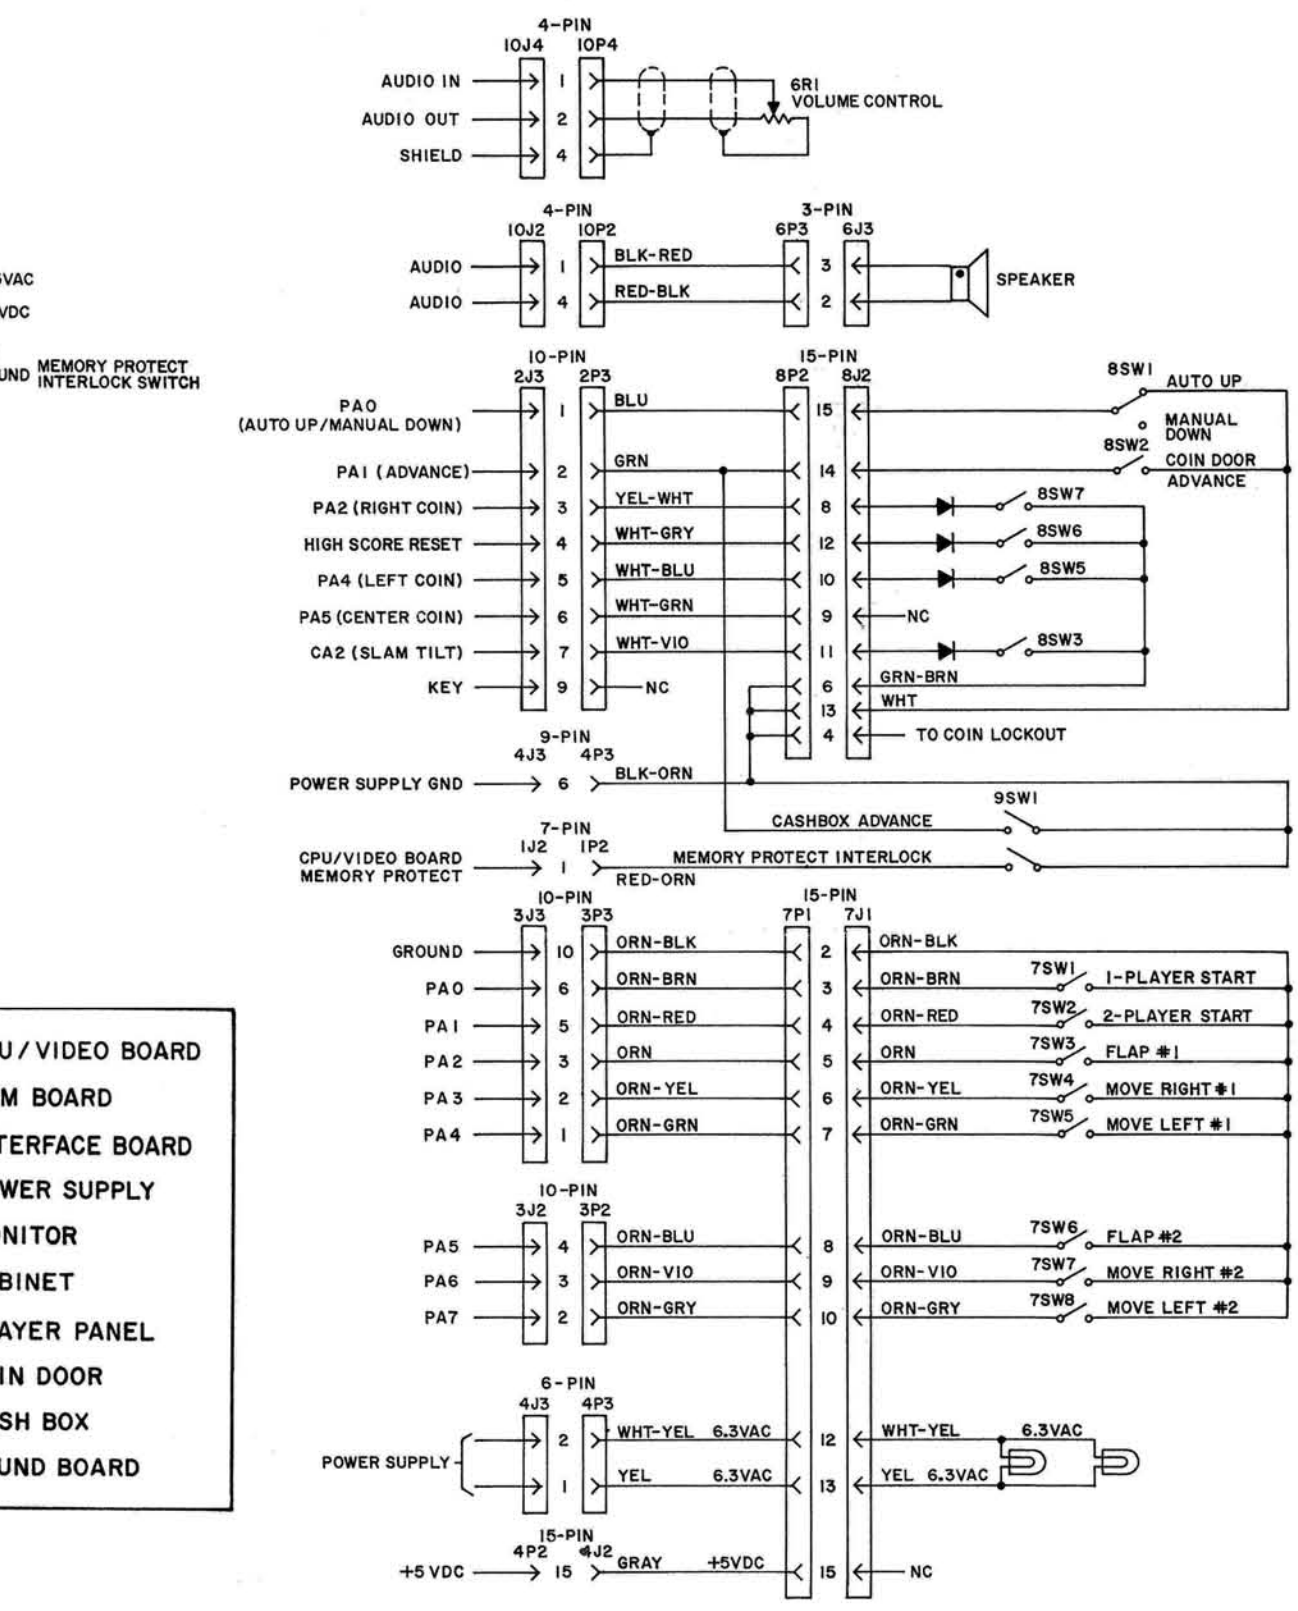 4-PIN
10J4 10P4
AUDIO IN 1
6R1
VOLUME CONTROL
AUDIO OUT 2
SHIELD 4
4-PIN 3-PIN
10J2 10P2 6P3 6J3
AUDIO 1 BLK-RED 3
SPEAKER
AUDIO 4 RED-BLK 2
VDC
MEMORY PROTECT
INTERLOCK SWITCH
10-PIN 15-PIN
2J3 2P3 8P2 8J2
8SW1 AUTO UP
PA0 1 BLU 15
(AUTO UP/MANUAL DOWN)
MANUAL
DOWN
8SW2
PA1 (ADVANCE) 2 GRN 14 COIN DOOR
ADVANCE
PA2 (RIGHT COIN) 3 YEL-WHT 8 8SW7
HIGH SCORE RESET 4 WHT-GRY 12 8SW6
PA4 (LEFT COIN) 5 WHT-BLU 10 8SW5
PA5 (CENTER COIN) 6 WHT-GRN 9 NC
CA2 (SLAM TILT) 7 WHT-VIO 11 8SW3
KEY 9 NC 6 GRN-BRN
13 WHT
4 TO COIN LOCKOUT
9-PIN
4J3 4P3
POWER SUPPLY GND 6 BLK-ORN
9SW1
CASHBOX ADVANCE
7-PIN
1J2 1P2
CPU/VIDEO BOARD
MEMORY PROTECT 1 MEMORY PROTECT INTERLOCK
RED-ORN
10-PIN 15-PIN
3J3 3P3 7P1 7J1
GROUND 10 ORN-BLK 2 ORN-BLK
PA0 6 ORN-BRN 3 ORN-BRN 7SW1 1-PLAYER START
PA1 5 ORN-RED 4 ORN-RED 7SW2 2-PLAYER START
PA2 3 ORN 5 ORN 7SW3 FLAP #1
PA3 2 ORN-YEL 6 ORN-YEL 7SW4 MOVE RIGHT #1
PA4 1 ORN-GRN 7 ORN-GRN 7SW5 MOVE LEFT #1
10-PIN
3J2 3P2
PA5 4 ORN-BLU 8 ORN-BLU 7SW6 FLAP #2
PA6 3 ORN-VIO 9 ORN-VIO 7SW7 MOVE RIGHT #2
PA7 2 ORN-GRY 10 ORN-GRY 7SW8 MOVE LEFT #2
6-PIN
4J3 4P3
2 WHT-YEL 6.3VAC 12 WHT-YEL 6.3VAC
POWER SUPPLY
1 YEL 6.3VAC 13 YEL 6.3VAC
15-PIN
4P2 4J2
+5 VDC 15 GRAY +5VDC 15 NC
U/VIDEO BOARD
M BOARD
TERFACE BOARD
WER SUPPLY
NITOR
BINET
AYER PANEL
IN DOOR
SH BOX
UND BOARD